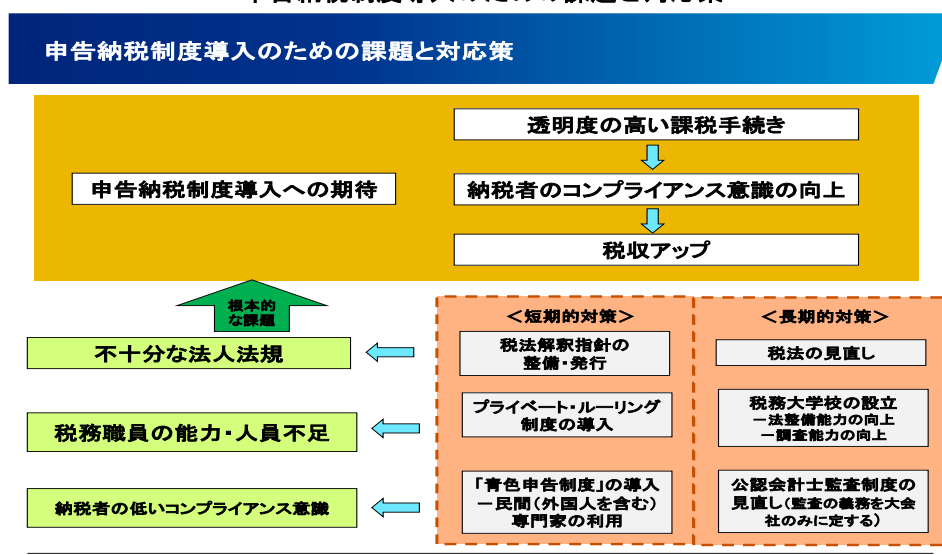 申告納税制度導入のための課題と対応策
申告納税制度導入への期待
透明度の高い課税手続き
納税者のコンプライアンス意識の向上
税収アップ
根本的
な課題
不十分な法人法規
税務職員の能力・人員不足
納税者の低いコンプライアンス意識
＜短期的対策＞
税法解釈指針の
整備・発行
プライベート・ルーリング
制度の導入
「青色申告制度」の導入
－民間（外国人を含む）
専門家の利用
＜長期的対策＞
税法の見直し
税務大学校の設立
－法整備能力の向上
－調査能力の向上
公認会計士監査制度の
見直し（監査の義務を大会
社のみに定する）